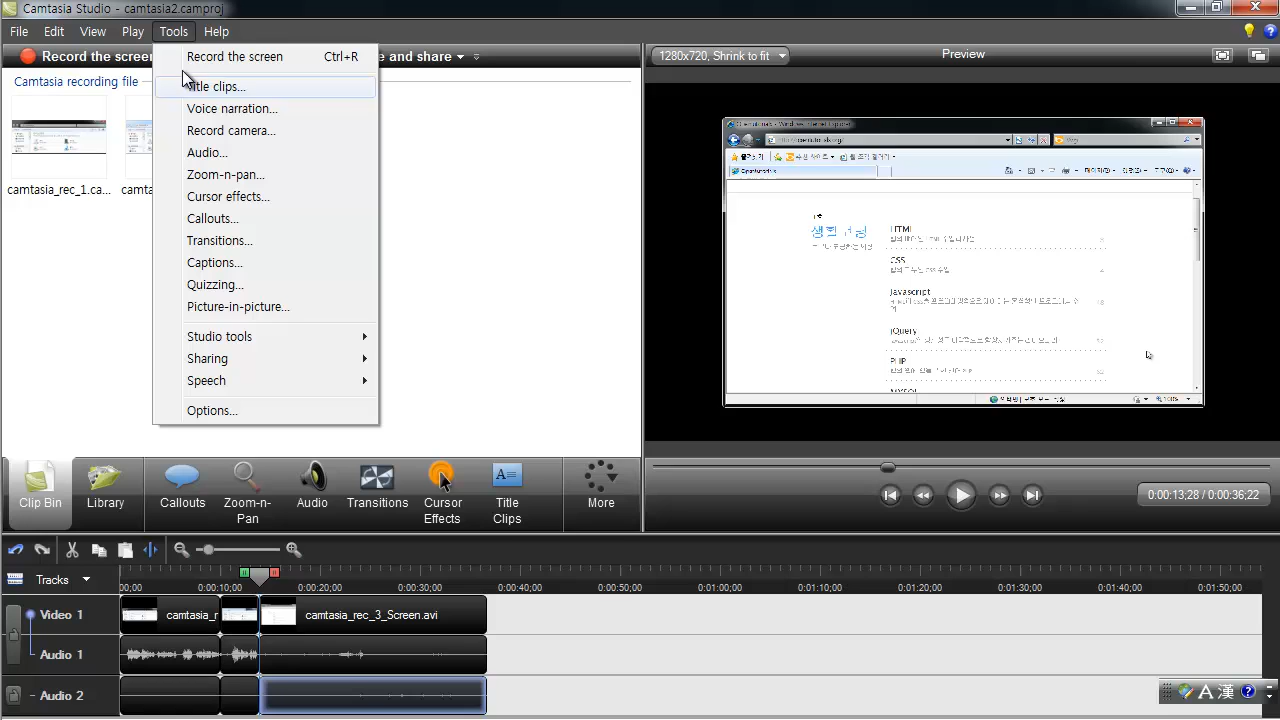 Camtasia Studio - camtasia2.camproj
File Edit View Play Tools Help
Record the screen
e and share
1280x720, Shrink to fit
Preview
Record the screen Ctrl+R
Title clips...
Voice narration...
Record camera...
Audio...
Zoom-n-pan...
Cursor effects...
Callouts...
Transitions...
Captions...
Quizzing...
Picture-in-picture...
Studio tools
Sharing
Speech
Options...
Camtasia recording file
camtasia_rec_1.ca... camta
생활코딩
HTML
CSS
Javascript
jQuery
PHP
100%
Clip Bin
Library
Callouts
Zoom-n-Pan
Audio
Transitions
Cursor Effects
Title Clips
More
0:00:13;28 / 0:00:36;22
Tracks
00;00 0:00:10;00 0:00:20;00 0:00:30;00 0:00:40;00 0:00:50;00 0:01:00;00 0:01:10;00 0:01:20;00 0:01:30;00 0:01:40;00 0:01:50;00
Video 1
camtasia_r
camtasia_rec_3_Screen.avi
Audio 1
Audio 2
A 漢